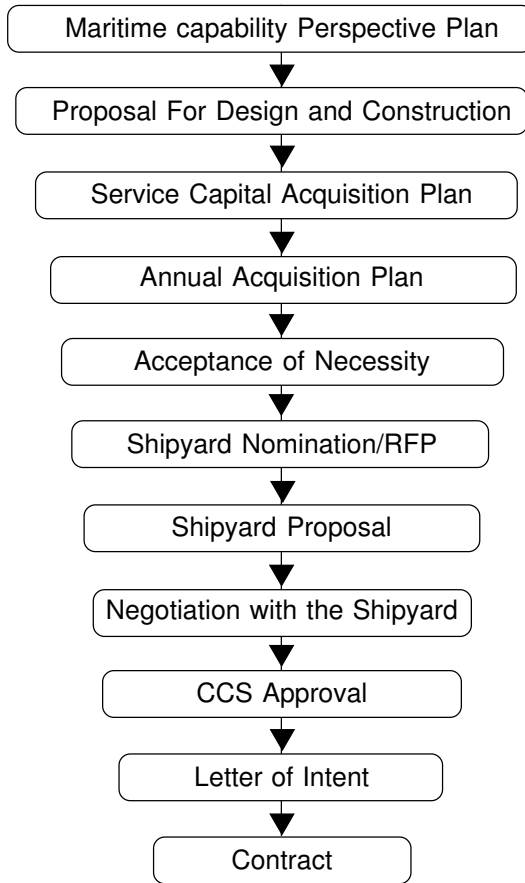 Maritime capability Perspective Plan
Proposal For Design and Construction
Service Capital Acquisition Plan
Annual Acquisition Plan
Acceptance of Necessity
Shipyard Nomination/RFP
Shipyard Proposal
Negotiation with the Shipyard
CCS Approval
Letter of Intent
Contract